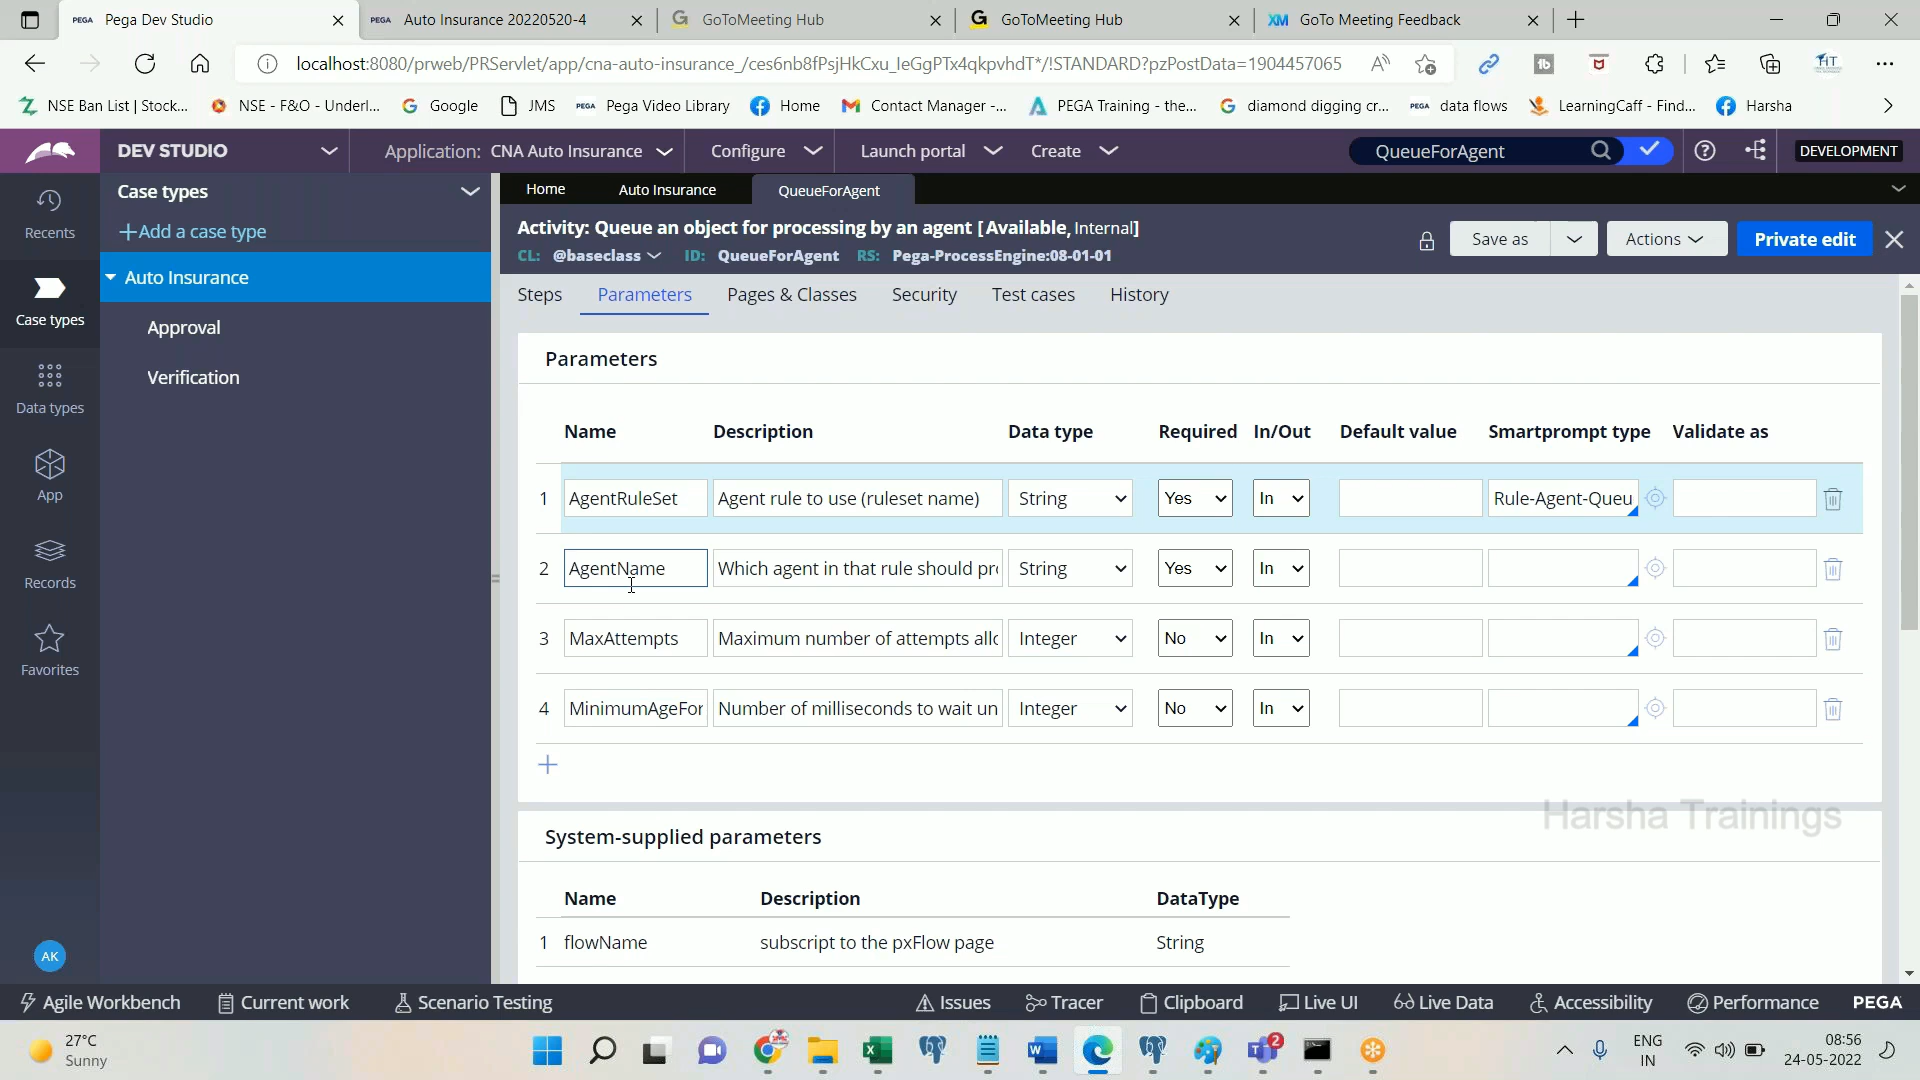 PEGA Pega Dev Studio
PEGA Auto Insurance 20220520-4
GoToMeeting Hub
GoToMeeting Hub
XM GoTo Meeting Feedback
localhost:8080/prweb/PRServlet/app/cna-auto-insurance_/ces6nb8fPsjHkCxu_IeGgPTx4qkpvhdT*/!STANDARD?pzPostData=1904457065
NSE Ban List | Stock...
NSE - F&O - Underl...
Google
JMS
PEGA Pega Video Library
Home
Contact Manager -...
PEGA Training - the...
diamond digging cr...
PEGA data flows
LearningCaff - Find...
Harsha
DEV STUDIO
Application: CNA Auto Insurance
Configure
Launch portal
Create
QueueForAgent
DEVELOPMENT
Recents
Case types
Data types
App
Records
Favorites
AK
Case types
+Add a case type
Auto Insurance
Approval
Verification
Home
Auto Insurance
QueueForAgent
Activity: Queue an object for processing by an agent [Available, Internal]
CL: @baseclass ID: QueueForAgent RS: Pega-ProcessEngine:08-01-01
Save as
Actions
Private edit
Steps
Parameters
Pages & Classes
Security
Test cases
History
Parameters
Name Description Data type Required In/Out Default value Smartprompt type Validate as
1 AgentRuleSet Agent rule to use (ruleset name) String Yes In Rule-Agent-Queu
2 AgentName Which agent in that rule should pr String Yes In
3 MaxAttempts Maximum number of attempts allo Integer No In
4 MinimumAgeFor Number of milliseconds to wait un Integer No In
Harsha Trainings
System-supplied parameters
Name Description DataType
1 flowName subscript to the pxFlow page String
Agile Workbench
Current work
Scenario Testing
Issues
Tracer
Clipboard
Live UI
Live Data
Accessibility
Performance
PEGA
27°C
Sunny
2
ENG
IN
08:56
24-05-2022